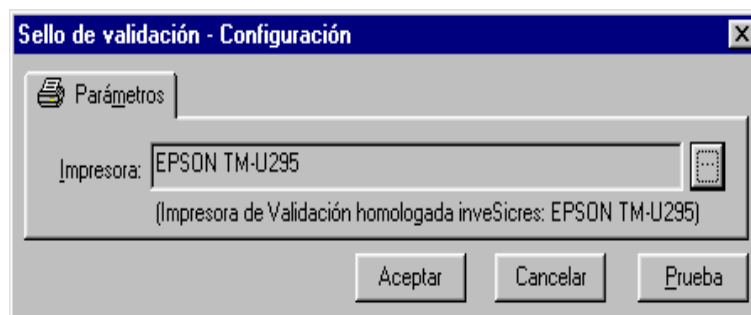 Sello de validación - Configuración
Parámetros
Impresora: EPSON TM-U295 ...
(Impresora de Validación homologada inveSicres: EPSON TM-U295)
Aceptar Cancelar Prueba